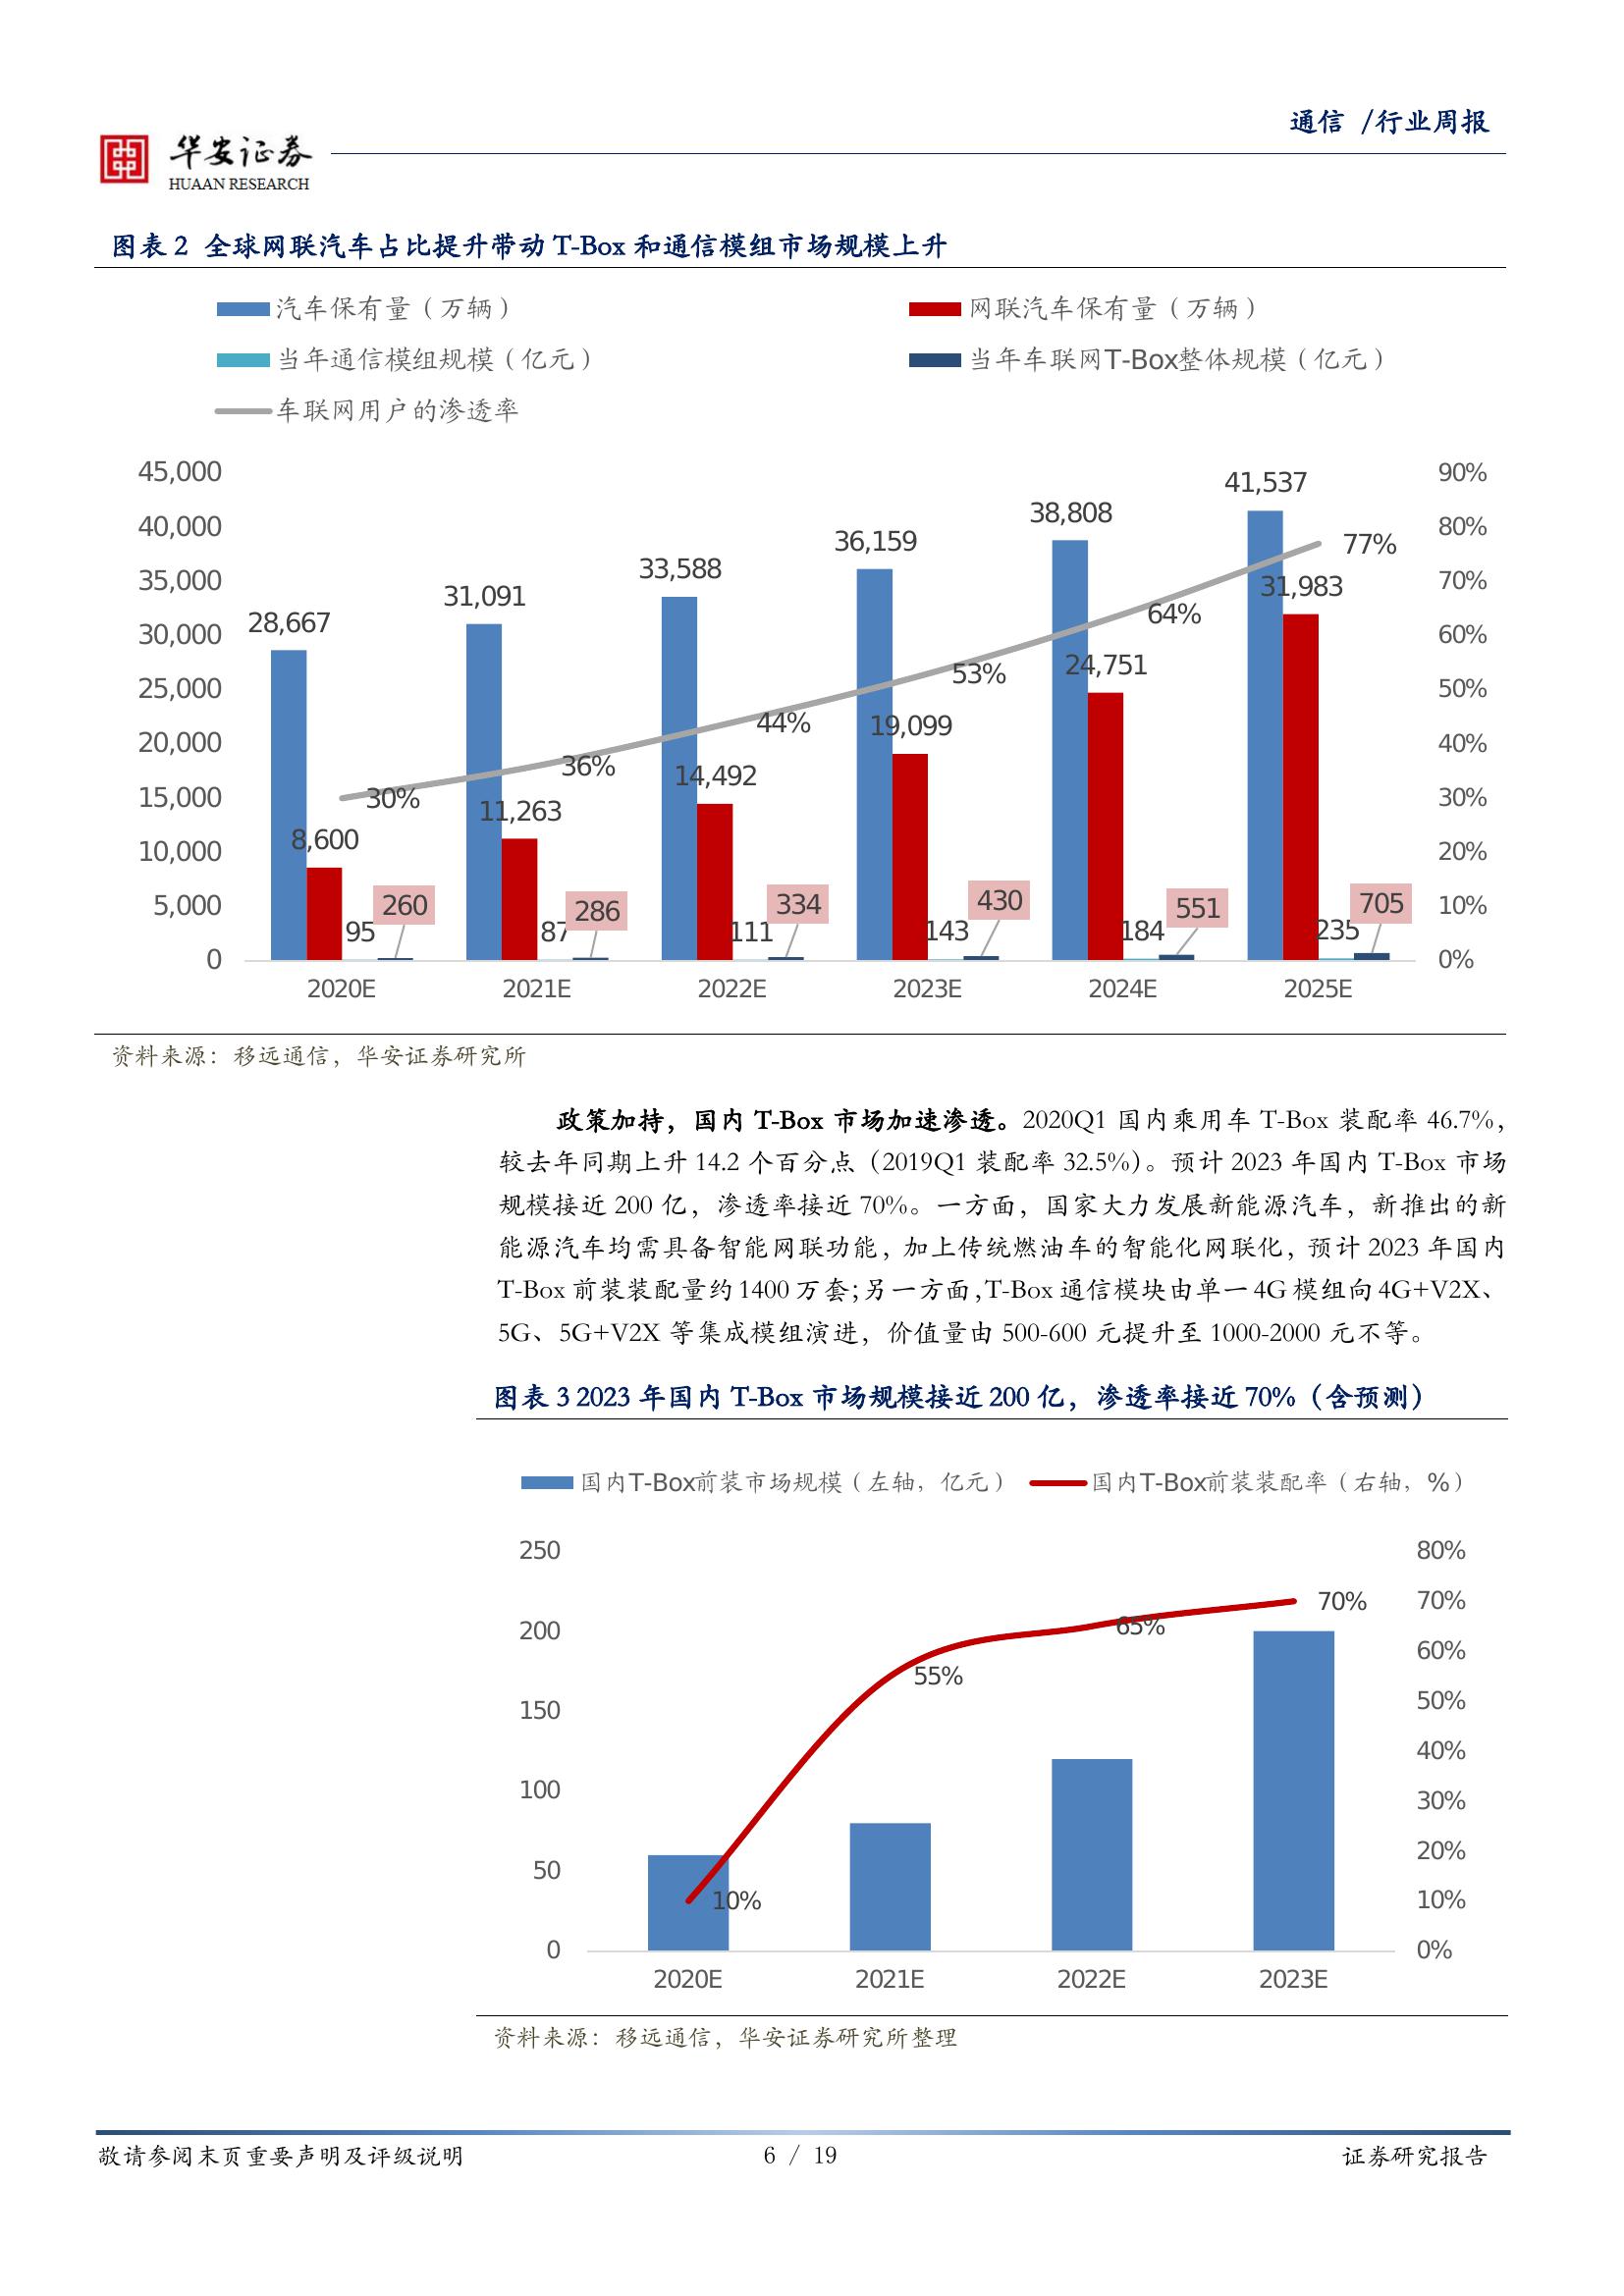 通信 /行业周报
华安证券
HUAAN RESEARCH
图表 2 全球网联汽车占比提升带动 T-Box 和通信模组市场规模上升
汽车保有量（万辆）
网联汽车保有量（万辆）
当年通信模组规模（亿元）
当年车联网T-Box整体规模（亿元）
车联网用户的渗透率
45,000
40,000
35,000
30,000
25,000
20,000
15,000
10,000
5,000
0
90%
80%
70%
60%
50%
40%
30%
20%
10%
0%
28,667
31,091
33,588
36,159
38,808
41,537
8,600
11,263
14,492
19,099
24,751
31,983
30%
36%
44%
53%
64%
77%
95
87
111
143
184
235
260
286
334
430
551
705
2020E
2021E
2022E
2023E
2024E
2025E
资料来源：移远通信，华安证券研究所
政策加持，国内 T-Box 市场加速渗透。2020Q1 国内乘用车 T-Box 装配率 46.7%，
较去年同期上升 14.2 个百分点（2019Q1 装配率 32.5%）。预计 2023 年国内 T-Box 市场
规模接近 200 亿，渗透率接近 70%。一方面，国家大力发展新能源汽车，新推出的新
能源汽车均需具备智能网联功能，加上传统燃油车的智能化网联化，预计 2023 年国内
T-Box 前装装配量约 1400 万套；另一方面，T-Box 通信模块由单一 4G 模组向 4G+V2X、
5G、5G+V2X 等集成模组演进，价值量由 500-600 元提升至 1000-2000 元不等。
图表 3 2023 年国内 T-Box 市场规模接近 200 亿，渗透率接近 70%（含预测）
国内T-Box前装市场规模（左轴，亿元）
国内T-Box前装装配率（右轴，%）
250
200
150
100
50
0
80%
70%
60%
50%
40%
30%
20%
10%
0%
10%
55%
65%
70%
2020E
2021E
2022E
2023E
资料来源：移远通信，华安证券研究所整理
敬请参阅末页重要声明及评级说明
6 / 19
证券研究报告